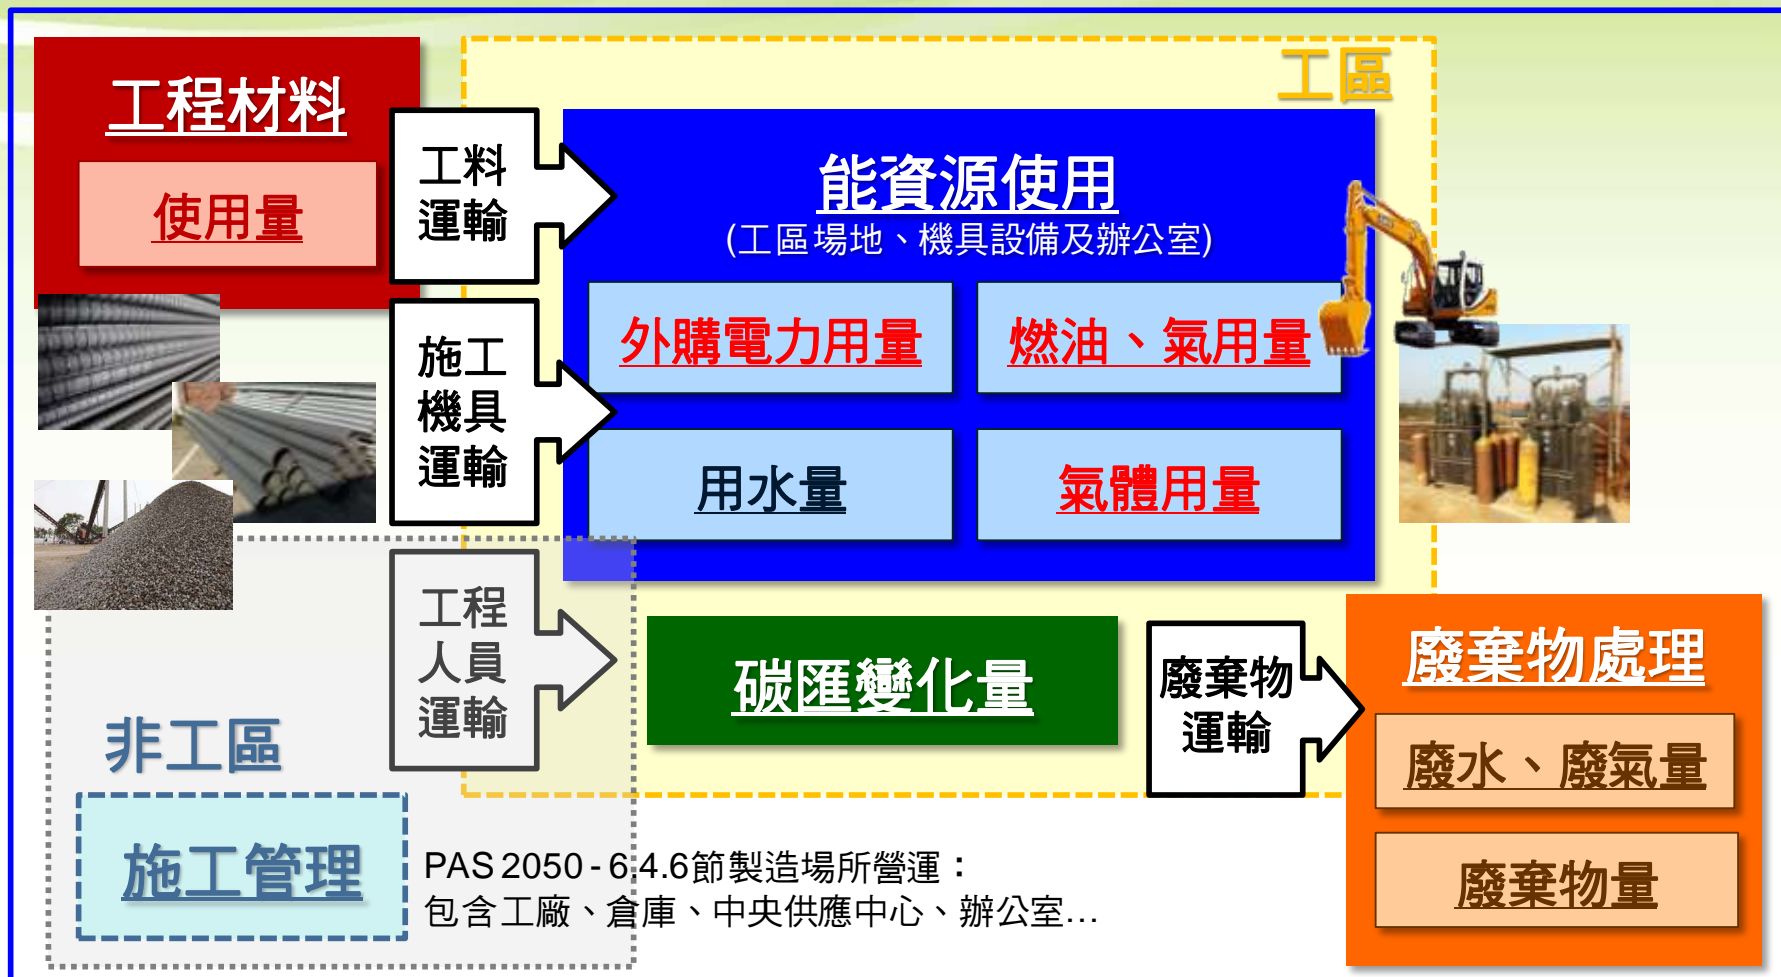 工程材料
使用量
工料
運輸
施工
機具
運輸
工程
人員
運輸
工區
能資源使用
(工區場地、機具設備及辦公室)
外購電力用量
燃油、氣用量
用水量
氣體用量
碳匯變化量
廢棄物
運輸
廢棄物處理
廢水、廢氣量
廢棄物量
非工區
施工管理
PAS 2050 - 6.4.6節製造場所營運：
包含工廠、倉庫、中央供應中心、辦公室…